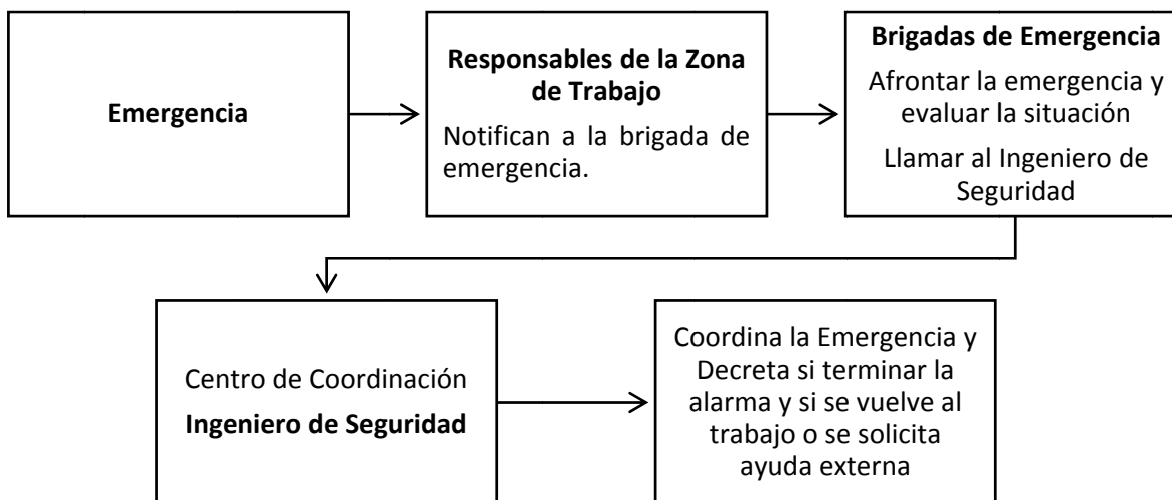 Emergencia
Responsables de la Zona
de Trabajo
Notifican a la brigada de
emergencia.
Brigadas de Emergencia
Afrontar la emergencia y
evaluar la situación
Llamar al Ingeniero de
Seguridad
Centro de Coordinación
Ingeniero de Seguridad
Coordina la Emergencia y
Decreta si terminar la
alarma y si se vuelve al
trabajo o se solicita
ayuda externa